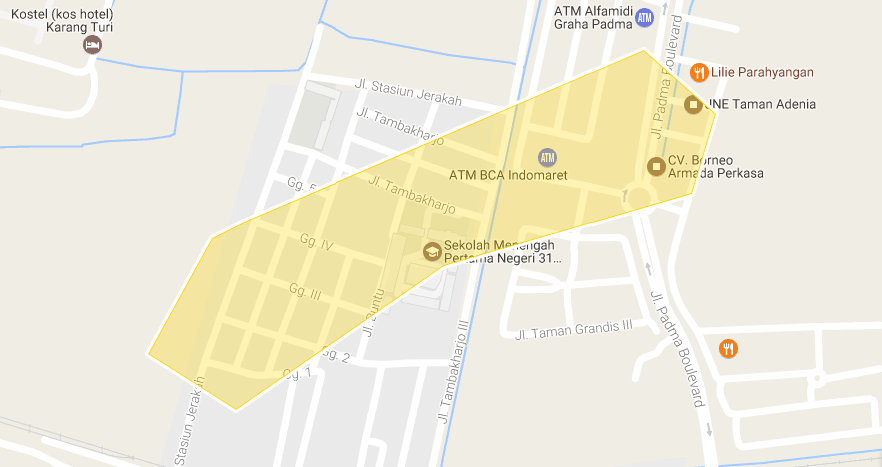 Kostel (kos hotel)
Karang Turi
ATM Alfamidi
Graha Padma
ATM
Jl. Padma Boulevard
Lilie Parahyangan
JNE Taman Adenia
Jl. Stasiun Jerakah
Jl. Tambakharjo
ATM
ATM BCA Indomaret
CV. Borneo
Armada Perkasa
Jl. Tambakharjo
Gg. IV
Sekolah Menengah
Pertama Negeri 31...
Gg. III
Jl. Taman Grandis III
Jl. Padma Boulevard
Gg. 2
Gg. 1
Jl. Tambakharjo III
Stasiun Jerakah